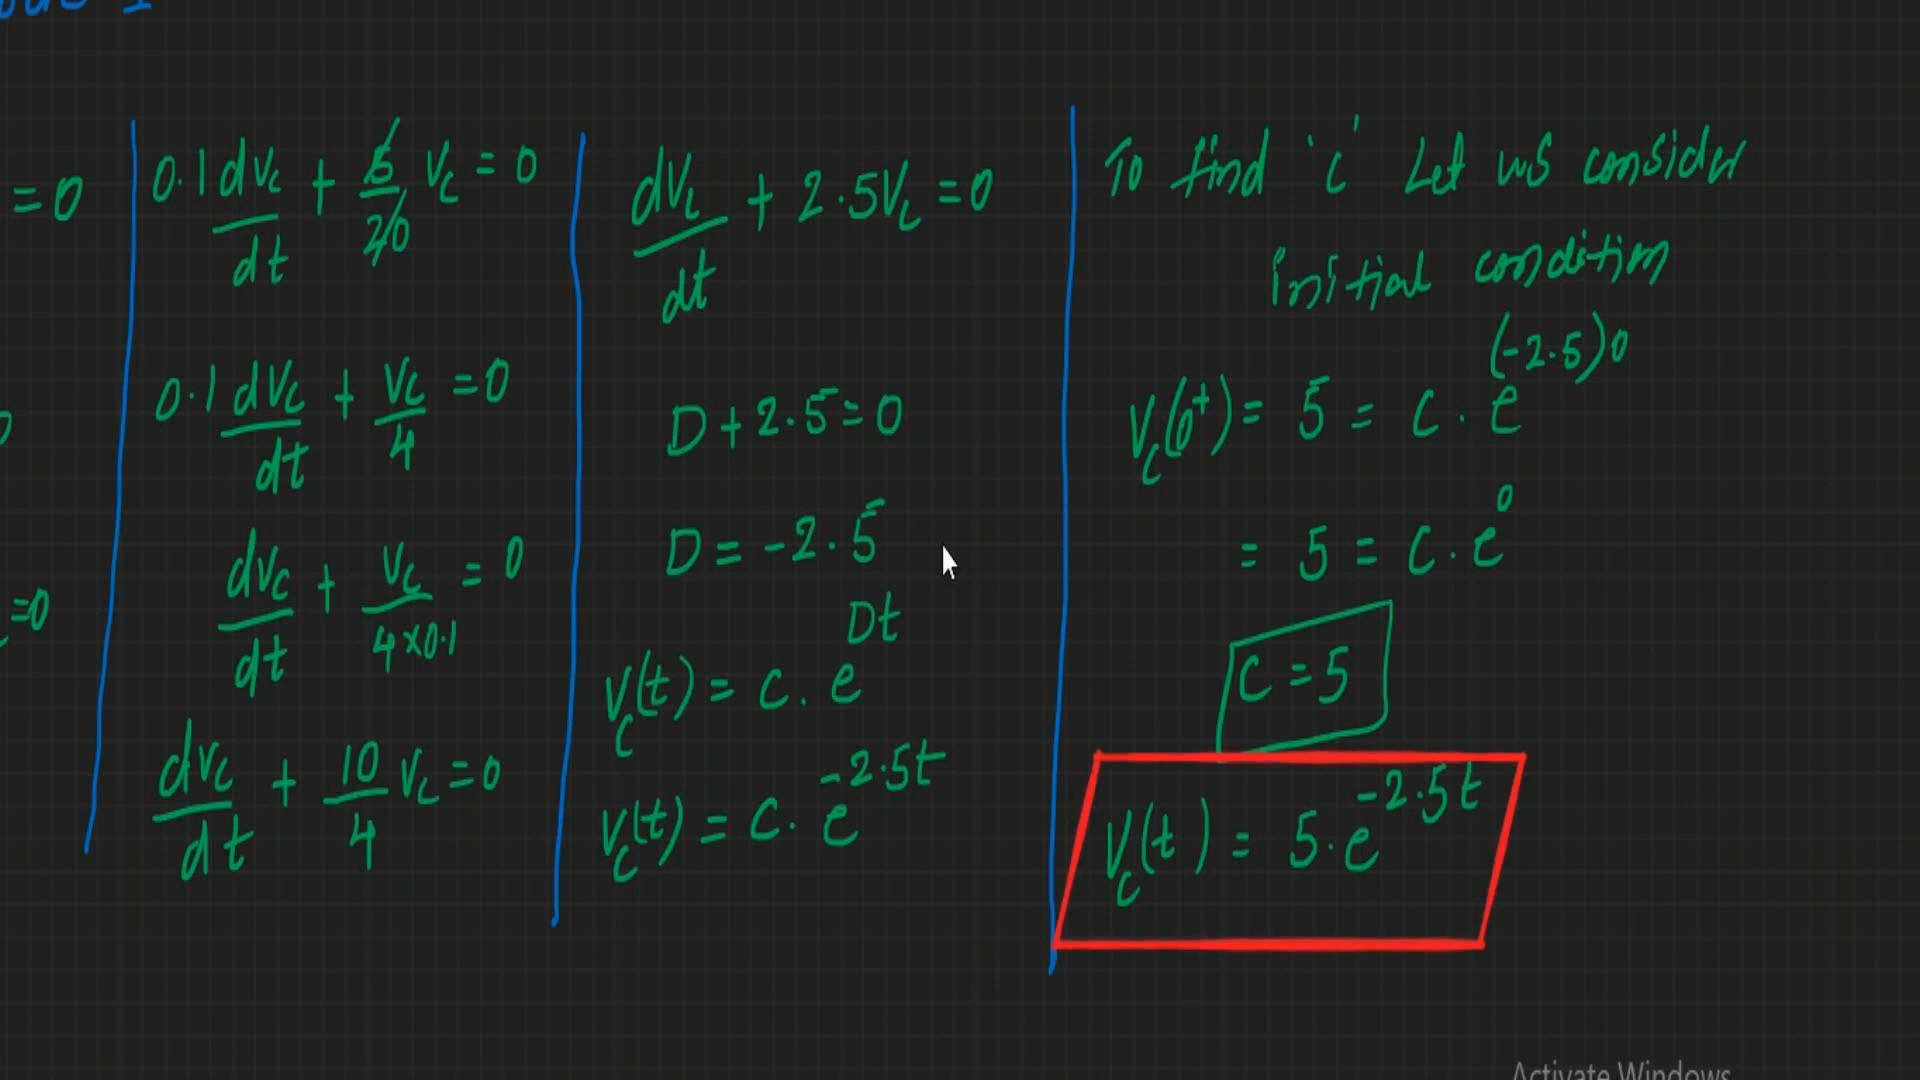 =0
=0
0.1 dVc/dt + 5/20 Vc = 0
0.1 dVc/dt + Vc/4 = 0
dVc/dt + Vc/(4×0.1) = 0
dVc/dt + 10/4 Vc = 0
dVc/dt + 2.5Vc = 0
D + 2.5 = 0
D = -2.5
Vc(t) = C. e^Dt
Vc(t) = C. e^-2.5t
To find 'c' Let us consider
initial condition
Vc(0⁺) = 5 = C. e^(-2.5)0
= 5 = C. e^0
C = 5
Vc(t) = 5. e^-2.5t
Activate Windows